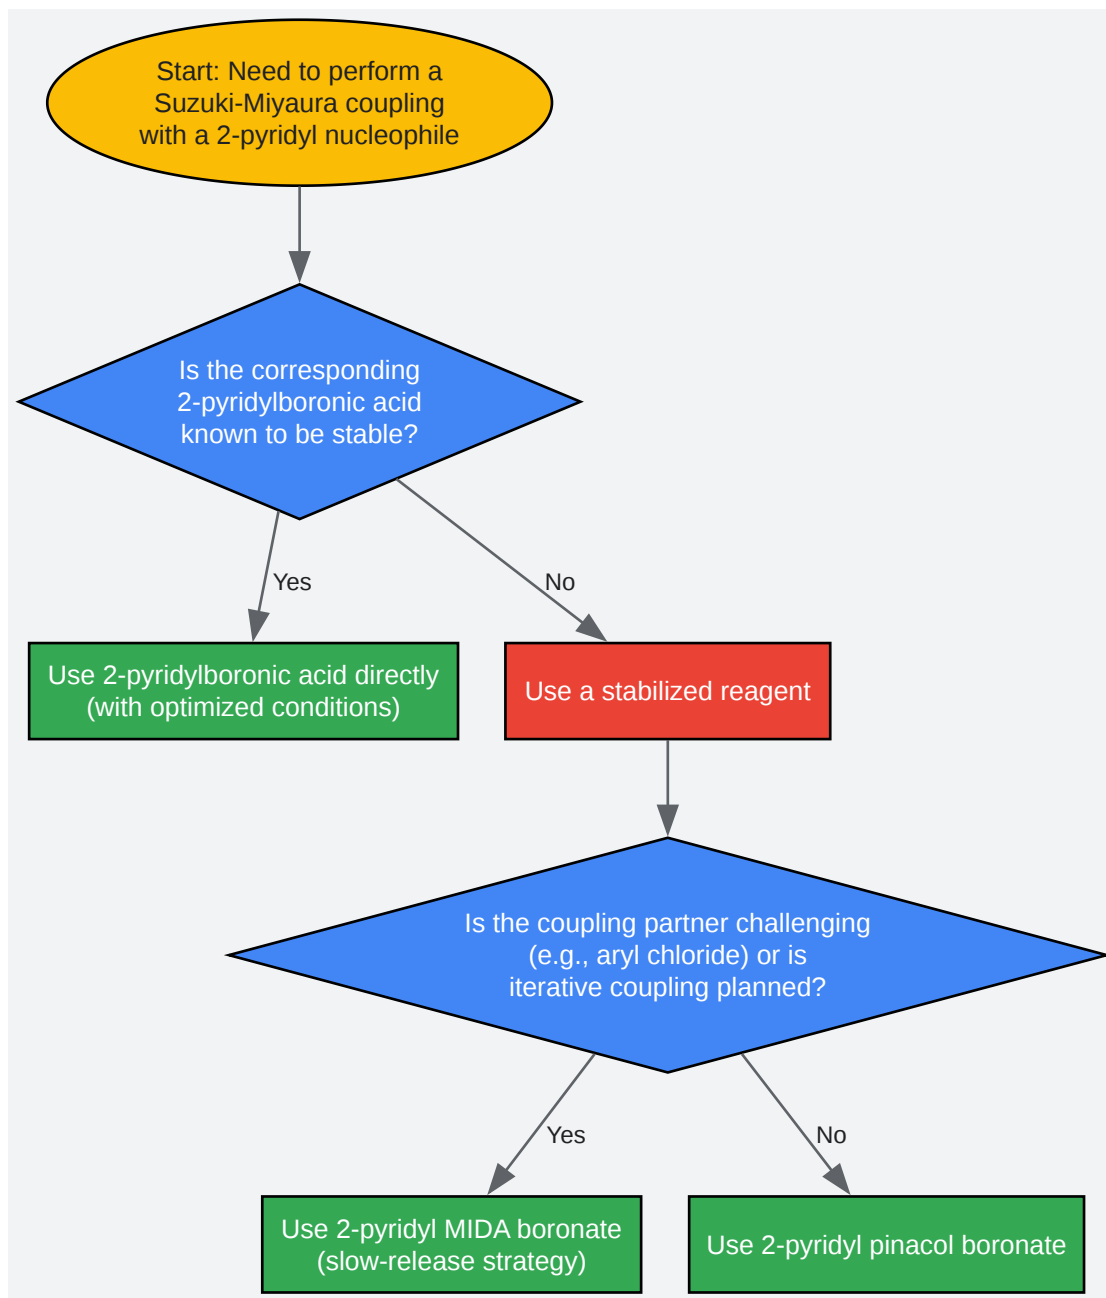 Start: Need to perform a
Suzuki-Miyaura coupling
with a 2-pyridyl nucleophile
Is the corresponding
2-pyridylboronic acid
known to be stable?
Yes
No
Use 2-pyridylboronic acid directly
(with optimized conditions)
Use a stabilized reagent
Is the coupling partner challenging
(e.g., aryl chloride) or is
iterative coupling planned?
Yes
No
Use 2-pyridyl MIDA boronate
(slow-release strategy)
Use 2-pyridyl pinacol boronate